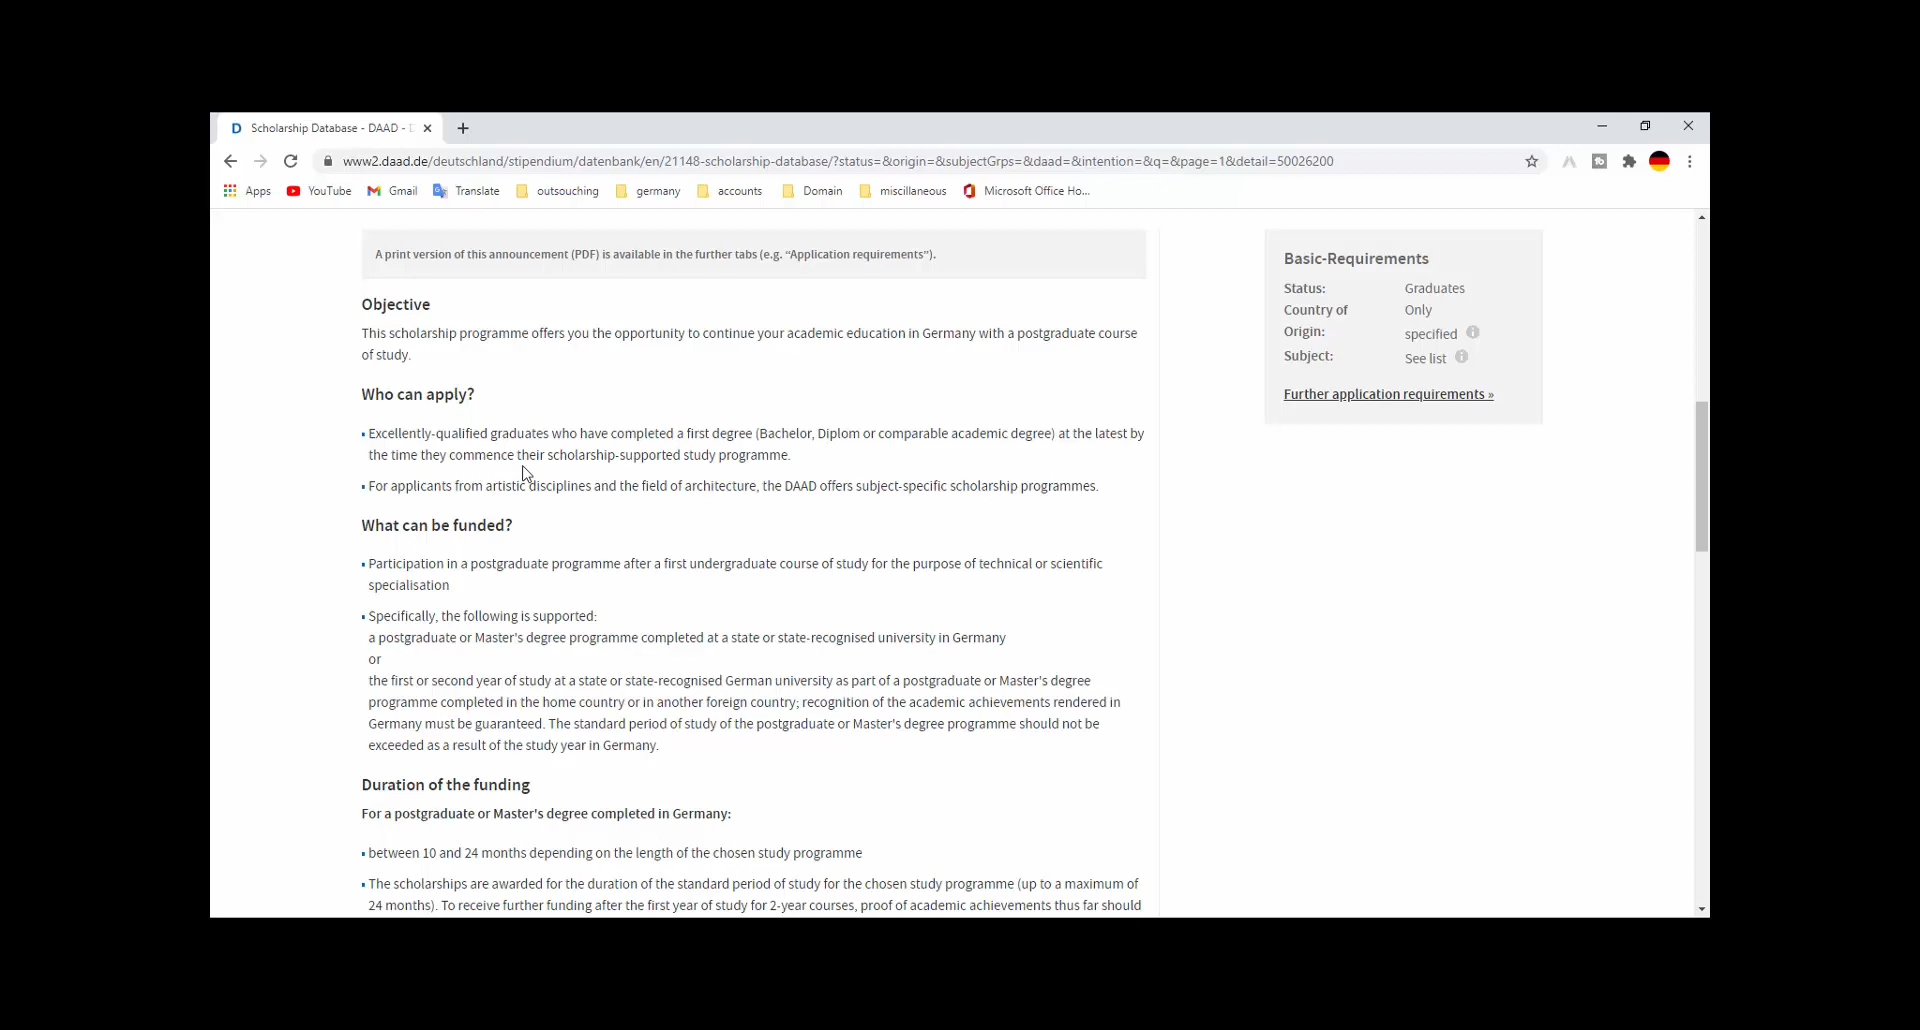 Scholarship Database - DAAD -
www2.daad.de/deutschland/stipendium/datenbank/en/21148-scholarship-database/?status=&origin=&subjectGrps=&daad=&intention=&q=&page=1&detail=50026200
Apps YouTube Gmail Translate outsouching germany accounts Domain miscillaneous Microsoft Office Ho...
A print version of this announcement (PDF) is available in the further tabs (e.g. “Application requirements”).
Objective
This scholarship programme offers you the opportunity to continue your academic education in Germany with a postgraduate course
of study.
Who can apply?
▪ Excellently-qualified graduates who have completed a first degree (Bachelor, Diplom or comparable academic degree) at the latest by
the time they commence their scholarship-supported study programme.
▪ For applicants from artistic disciplines and the field of architecture, the DAAD offers subject-specific scholarship programmes.
What can be funded?
▪ Participation in a postgraduate programme after a first undergraduate course of study for the purpose of technical or scientific
specialisation
▪ Specifically, the following is supported:
a postgraduate or Master's degree programme completed at a state or state-recognised university in Germany
or
the first or second year of study at a state or state-recognised German university as part of a postgraduate or Master's degree
programme completed in the home country or in another foreign country; recognition of the academic achievements rendered in
Germany must be guaranteed. The standard period of study of the postgraduate or Master's degree programme should not be
exceeded as a result of the study year in Germany.
Duration of the funding
For a postgraduate or Master's degree completed in Germany:
▪ between 10 and 24 months depending on the length of the chosen study programme
▪ The scholarships are awarded for the duration of the standard period of study for the chosen study programme (up to a maximum of
24 months). To receive further funding after the first year of study for 2-year courses, proof of academic achievements thus far should
Basic-Requirements
Status: Graduates
Country of Only
Origin: specified
Subject: See list
Further application requirements »